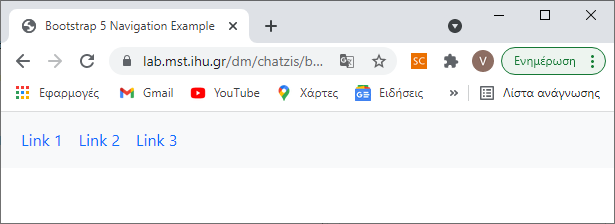 Bootstrap 5 Navigation Example
lab.mst.ihu.gr/dm/chatzis/b... SC V Ενημέρωση
Εφαρμογές Gmail YouTube Χάρτες Ειδήσεις » Λίστα ανάγνωσης
Link 1 Link 2 Link 3